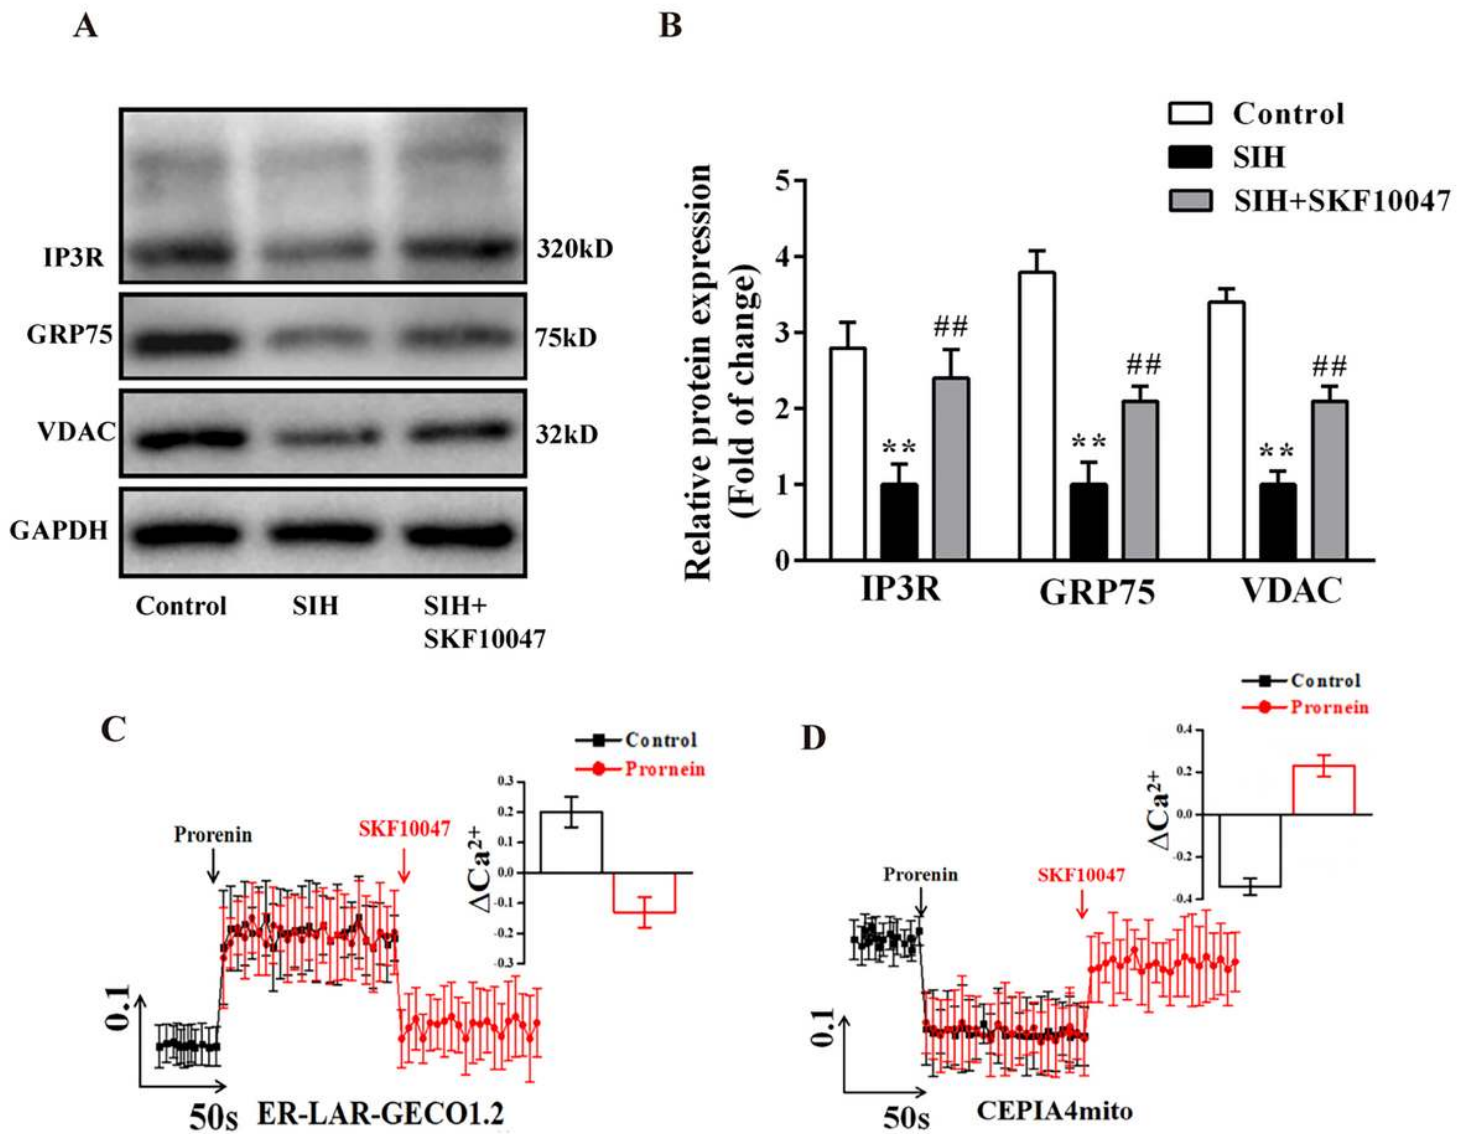 A
IP3R
320kD
GRP75
75kD
VDAC
32kD
GAPDH
Control
SIH
SIH+
SKF10047
B
Control
SIH
SIH+SKF10047
Relative protein expression
(Fold of change)
5
4
3
2
1
0
**
##
**
##
**
##
IP3R
GRP75
VDAC
C
Control
Prornein
Prorenin
SKF10047
ΔCa2+
0.3
0.2
0.1
0.0
-0.1
-0.2
-0.3
0.1
50s
ER-LAR-GECO1.2
D
Control
Prornein
Prorenin
SKF10047
ΔCa2+
0.4
0.2
0.0
-0.2
-0.4
0.1
50s
CEPIA4mito